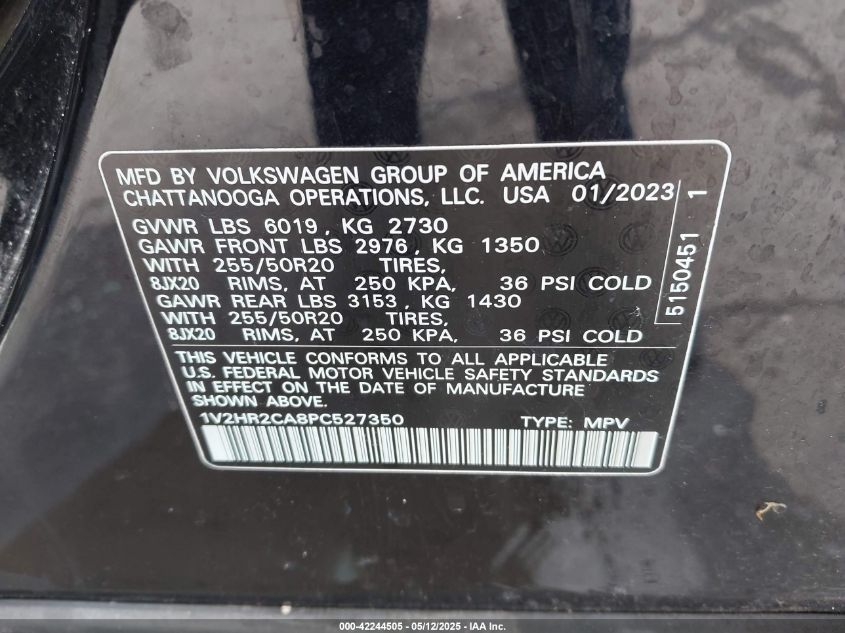 MFD BY VOLKSWAGEN GROUP OF AMERICA
CHATTANOOGA OPERATIONS, LLC. USA 01/2023
GVWR LBS 6019 , KG 2730
GAWR FRONT LBS 2976 , KG 1350
WITH 255/50R20 TIRES,
8JX20 RIMS, AT 250 KPA, 36 PSI COLD
GAWR REAR LBS 3153 , KG 1430
WITH 255/50R20 TIRES,
8JX20 RIMS, AT 250 KPA, 36 PSI COLD
5150451 1
THIS VEHICLE CONFORMS TO ALL APPLICABLE
U.S. FEDERAL MOTOR VEHICLE SAFETY STANDARDS
IN EFFECT ON THE DATE OF MANUFACTURE
SHOWN ABOVE.
1V2HR2CA8PC527350 TYPE: MPV
000-42244505 - 05/12/2025 - IAA Inc.